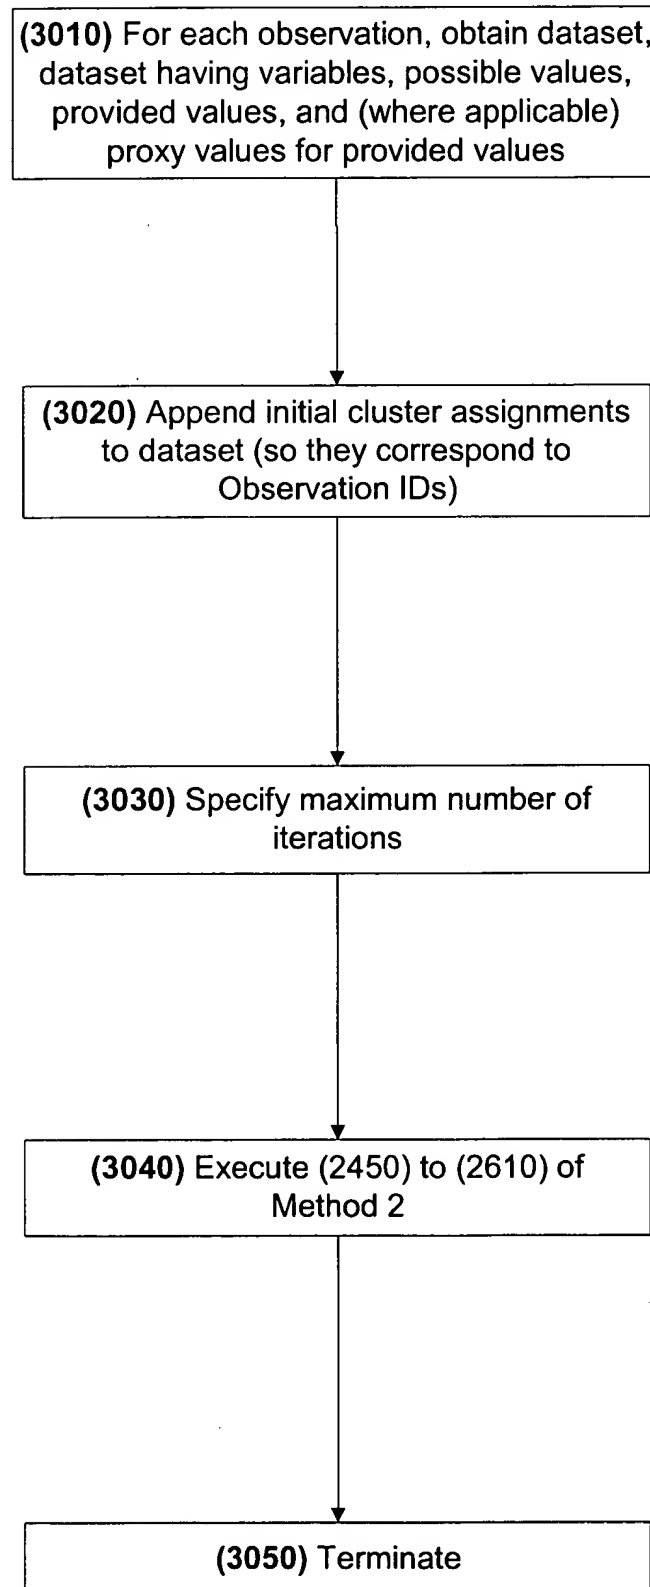 (3010) For each observation, obtain dataset,
dataset having variables, possible values,
provided values, and (where applicable)
proxy values for provided values
(3020) Append initial cluster assignments
to dataset (so they correspond to
Observation IDs)
(3030) Specify maximum number of
iterations
(3040) Execute (2450) to (2610) of
Method 2
(3050) Terminate